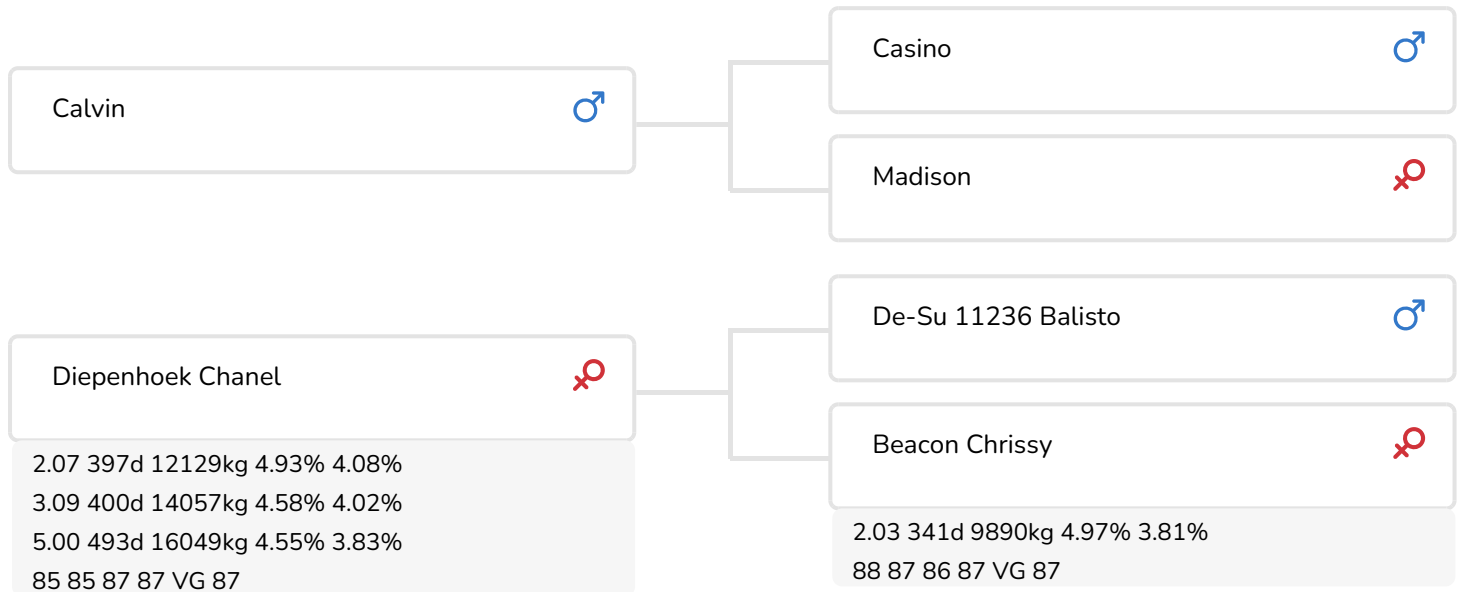 Casino
Calvin
Madison
De-Su 11236 Balisto
Diepenhoek Chanel
2.07 397d 12129kg 4.93% 4.08%
3.09 400d 14057kg 4.58% 4.02%
5.00 493d 16049kg 4.55% 3.83%
85 85 87 87 VG 87
Beacon Chrissy
2.03 341d 9890kg 4.97% 3.81%
88 87 86 87 VG 87